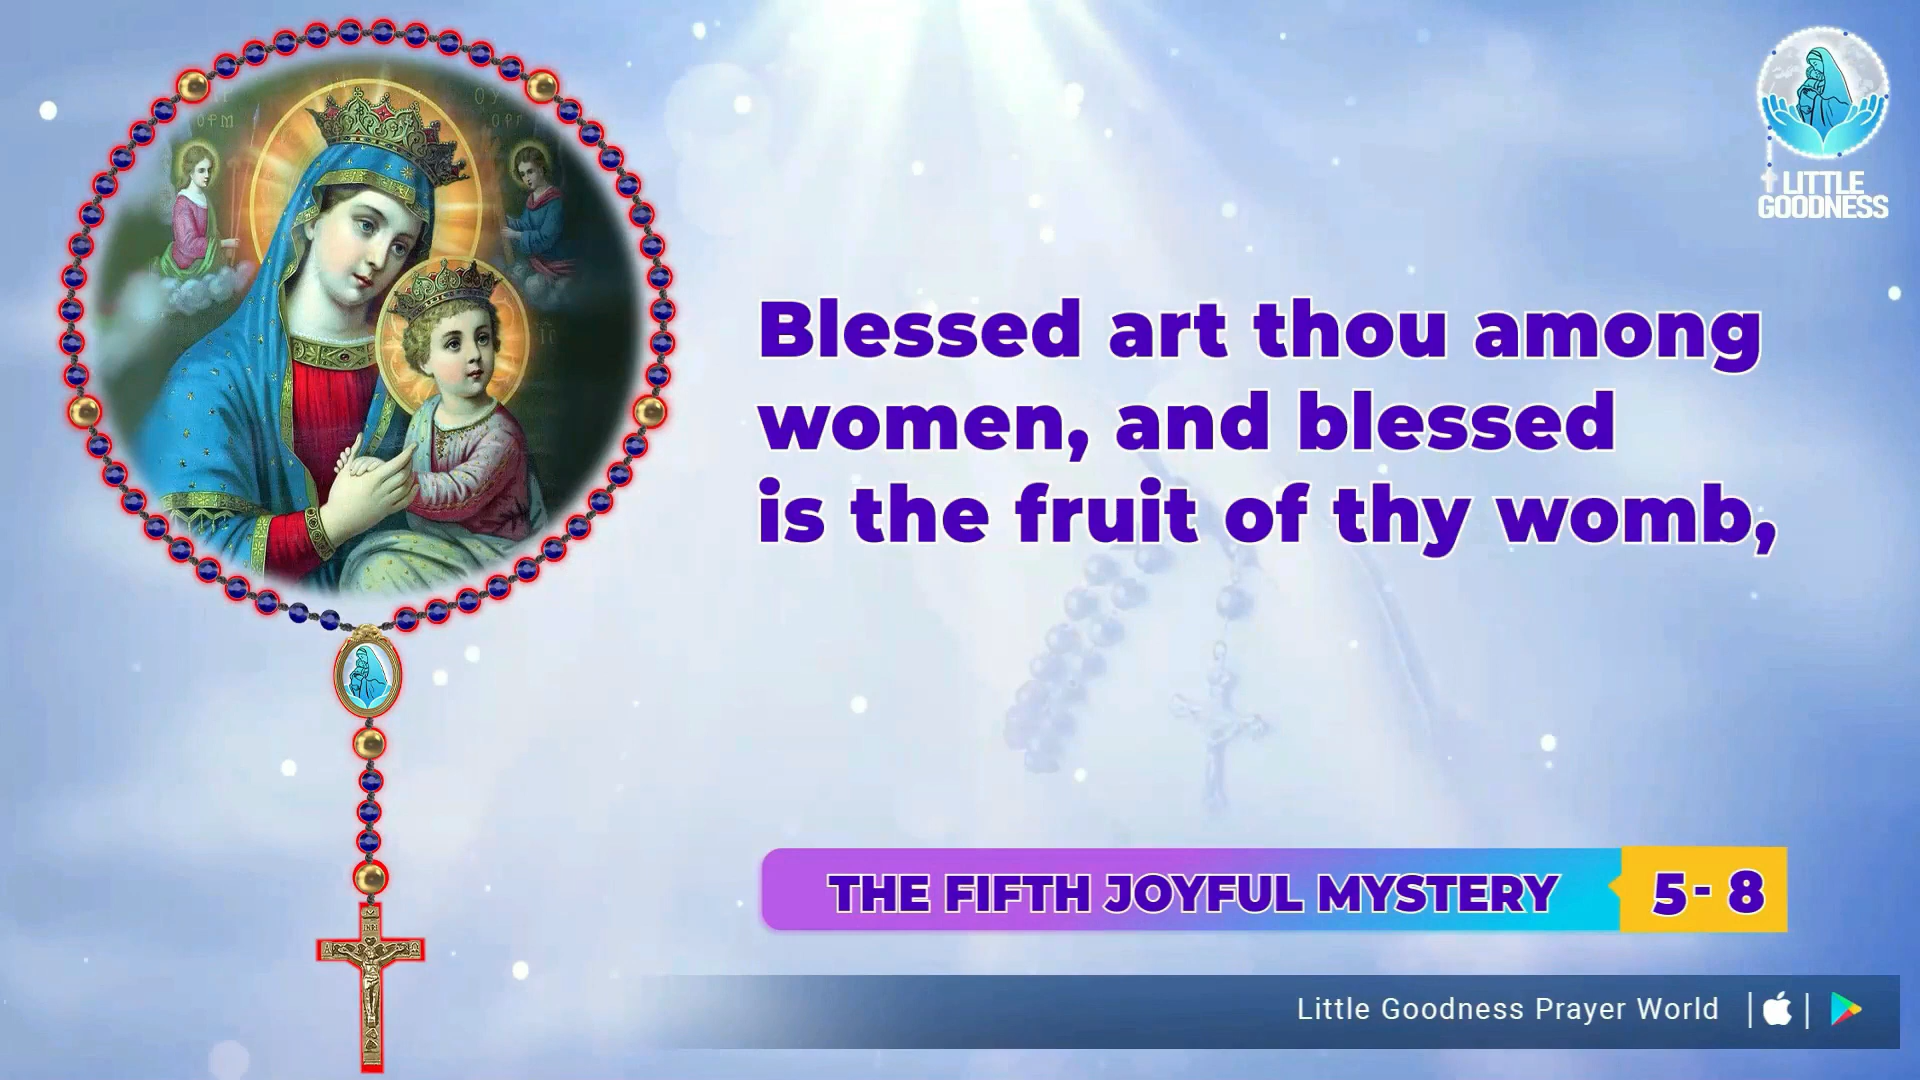 LITTLE
GOODNESS
Blessed art thou among
women, and blessed
is the fruit of thy womb,
THE FIFTH JOYFUL MYSTERY 5- 8
Little Goodness Prayer World
INRI